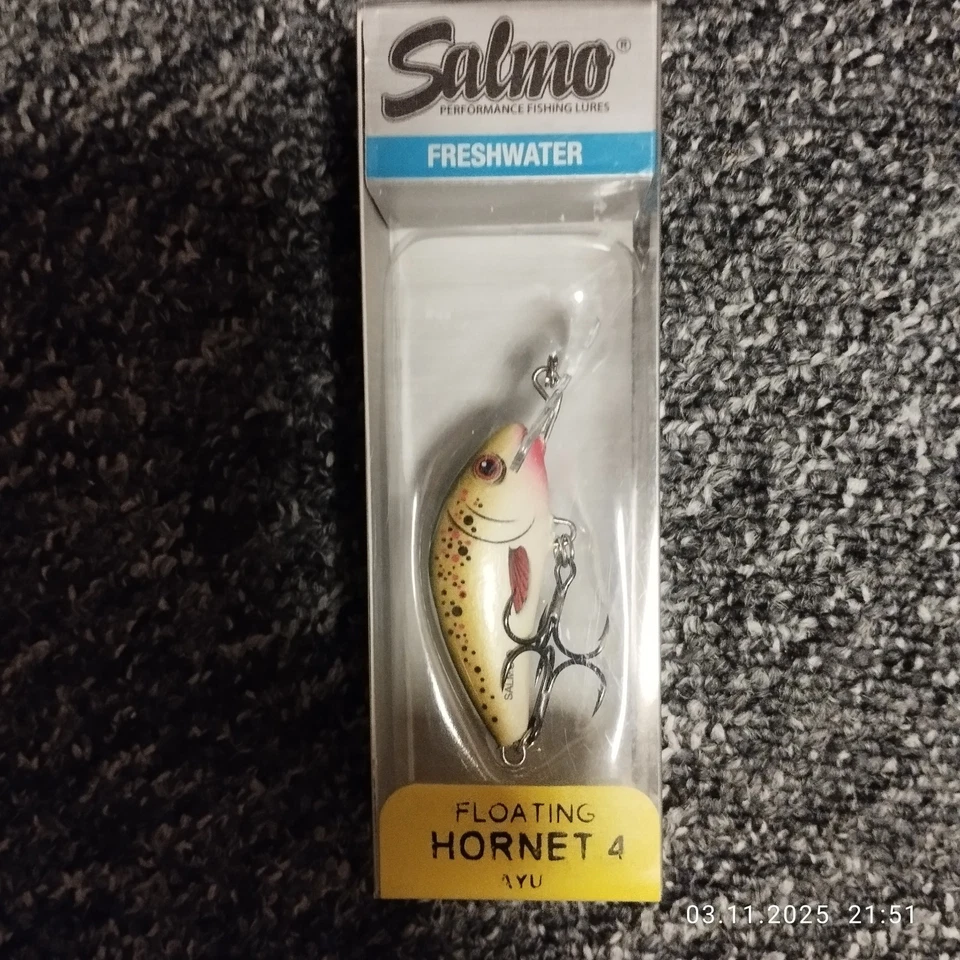 Salmo®
PERFORMANCE FISHING LURES
FRESHWATER
FLOATING
HORNET 4
AYU
03.11.2025 21:51